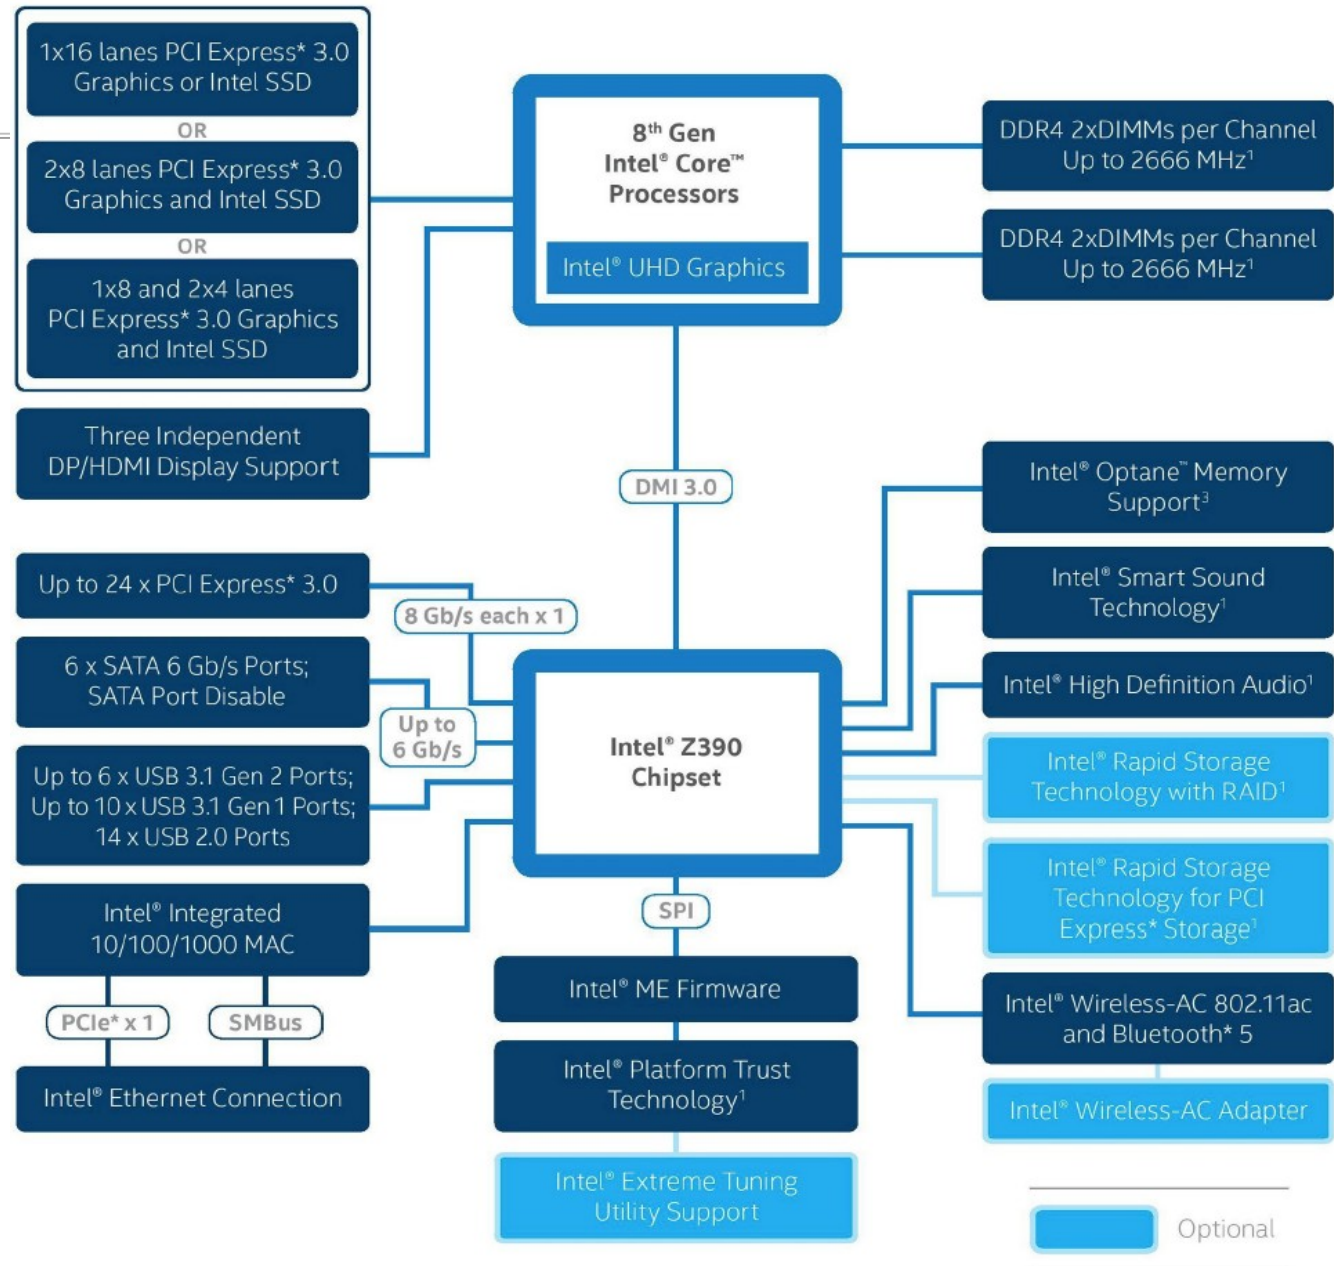 1x16 lanes PCI Express* 3.0
Graphics or Intel SSD
OR
2x8 lanes PCI Express* 3.0
Graphics and Intel SSD
OR
1x8 and 2x4 lanes
PCI Express* 3.0 Graphics
and Intel SSD
Three Independent
DP/HDMI Display Support
8th Gen
Intel® Core™
Processors
Intel® UHD Graphics
DDR4 2xDIMMs per Channel
Up to 2666 MHz¹
DDR4 2xDIMMs per Channel
Up to 2666 MHz¹
DMI 3.0
Up to 24 x PCI Express* 3.0
8 Gb/s each x 1
6 x SATA 6 Gb/s Ports;
SATA Port Disable
Up to
6 Gb/s
Up to 6 x USB 3.1 Gen 2 Ports;
Up to 10 x USB 3.1 Gen 1 Ports;
14 x USB 2.0 Ports
Intel® Integrated
10/100/1000 MAC
PCIe* x 1
SMBus
Intel® Ethernet Connection
Intel® Z390
Chipset
SPI
Intel® ME Firmware
Intel® Platform Trust
Technology¹
Intel® Extreme Tuning
Utility Support
Intel® Optane™ Memory
Support³
Intel® Smart Sound
Technology¹
Intel® High Definition Audio¹
Intel® Rapid Storage
Technology with RAID¹
Intel® Rapid Storage
Technology for PCI
Express* Storage¹
Intel® Wireless-AC 802.11ac
and Bluetooth* 5
Intel® Wireless-AC Adapter
Optional